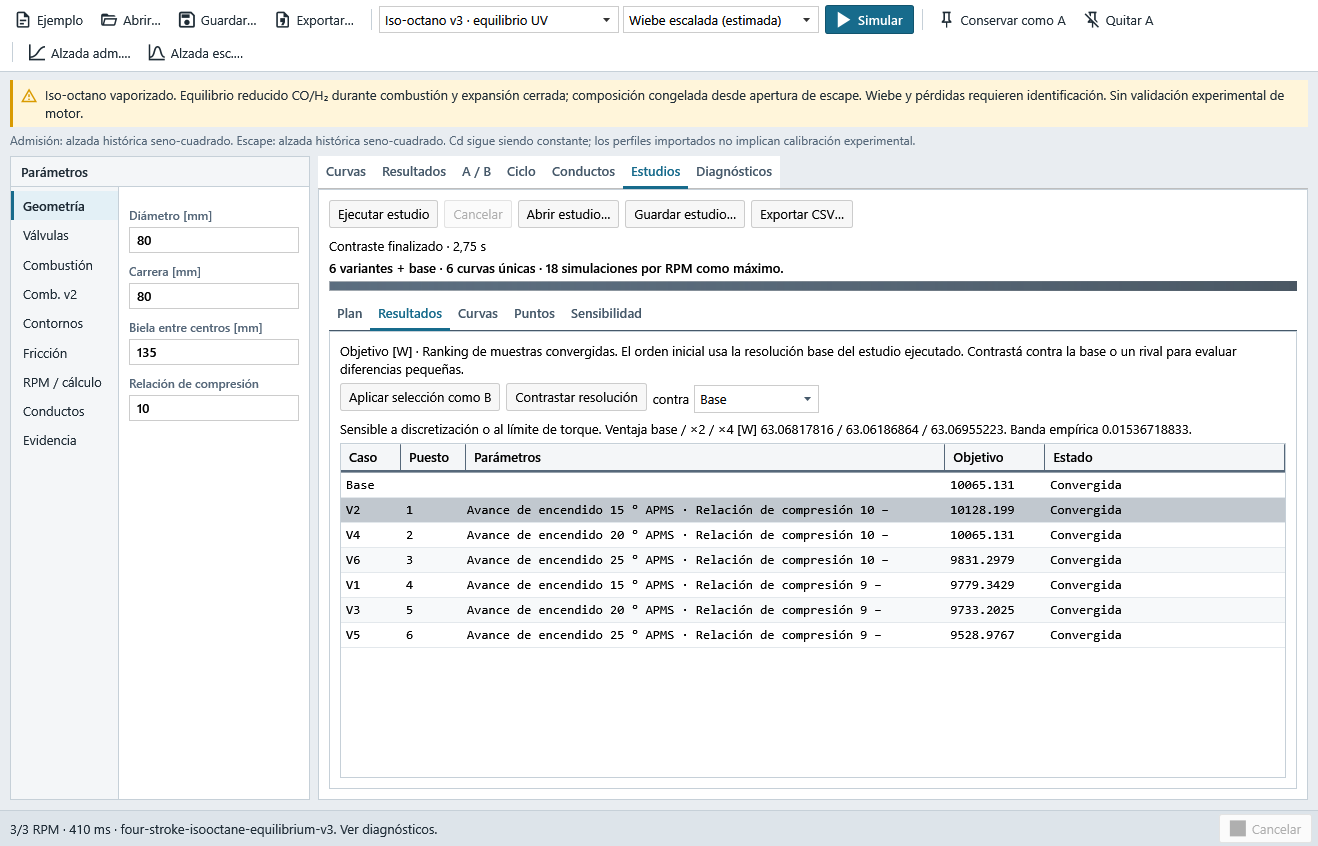 Ejemplo Abrir... Guardar... Exportar... Iso-octano v3 · equilibrio UV Wiebe escalada (estimada) Simular Conservar como A Quitar A
Alzada adm.... Alzada esc....
Iso-octano vaporizado. Equilibrio reducido CO/H₂ durante combustión y expansión cerrada; composición congelada desde apertura de escape. Wiebe y pérdidas requieren identificación. Sin validación experimental de
motor.
Admisión: alzada histórica seno-cuadrado. Escape: alzada histórica seno-cuadrado. Cd sigue siendo constante; los perfiles importados no implican calibración experimental.
Parámetros
Geometría
Válvulas
Combustión
Comb. v2
Contornos
Fricción
RPM / cálculo
Conductos
Evidencia
Diámetro [mm]
80
Carrera [mm]
80
Biela entre centros [mm]
135
Relación de compresión
10
Curvas Resultados A / B Ciclo Conductos Estudios Diagnósticos
Ejecutar estudio Cancelar Abrir estudio... Guardar estudio... Exportar CSV...
Contraste finalizado · 2,75 s
6 variantes + base · 6 curvas únicas · 18 simulaciones por RPM como máximo.
Plan Resultados Curvas Puntos Sensibilidad
Objetivo [W] · Ranking de muestras convergidas. El orden inicial usa la resolución base del estudio ejecutado. Contrastá contra la base o un rival para evaluar
diferencias pequeñas.
Aplicar selección como B Contrastar resolución contra Base
Sensible a discretización o al límite de torque. Ventaja base / ×2 / ×4 [W] 63.06817816 / 63.06186864 / 63.06955223. Banda empírica 0.01536718833.
Caso Puesto Parámetros Objetivo Estado
Base 10065.131 Convergida
V2 1 Avance de encendido 15 ° APMS · Relación de compresión 10 – 10128.199 Convergida
V4 2 Avance de encendido 20 ° APMS · Relación de compresión 10 – 10065.131 Convergida
V6 3 Avance de encendido 25 ° APMS · Relación de compresión 10 – 9831.2979 Convergida
V1 4 Avance de encendido 15 ° APMS · Relación de compresión 9 – 9779.3429 Convergida
V3 5 Avance de encendido 20 ° APMS · Relación de compresión 9 – 9733.2025 Convergida
V5 6 Avance de encendido 25 ° APMS · Relación de compresión 9 – 9528.9767 Convergida
3/3 RPM · 410 ms · four-stroke-isooctane-equilibrium-v3. Ver diagnósticos. Cancelar